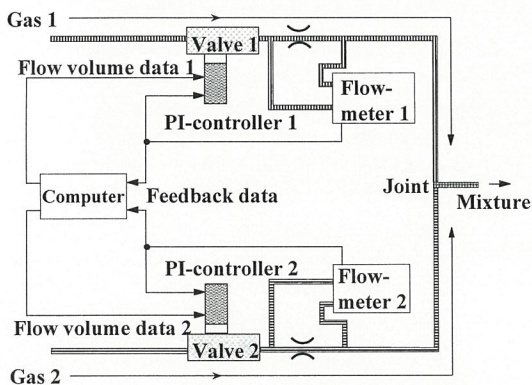 Gas 1
Valve 1
Flow volume data 1
Flow-
meter 1
PI-controller 1
Computer
Feedback data
Joint
Mixture
PI-controller 2
Flow-
meter 2
Flow volume data 2
Valve 2
Gas 2